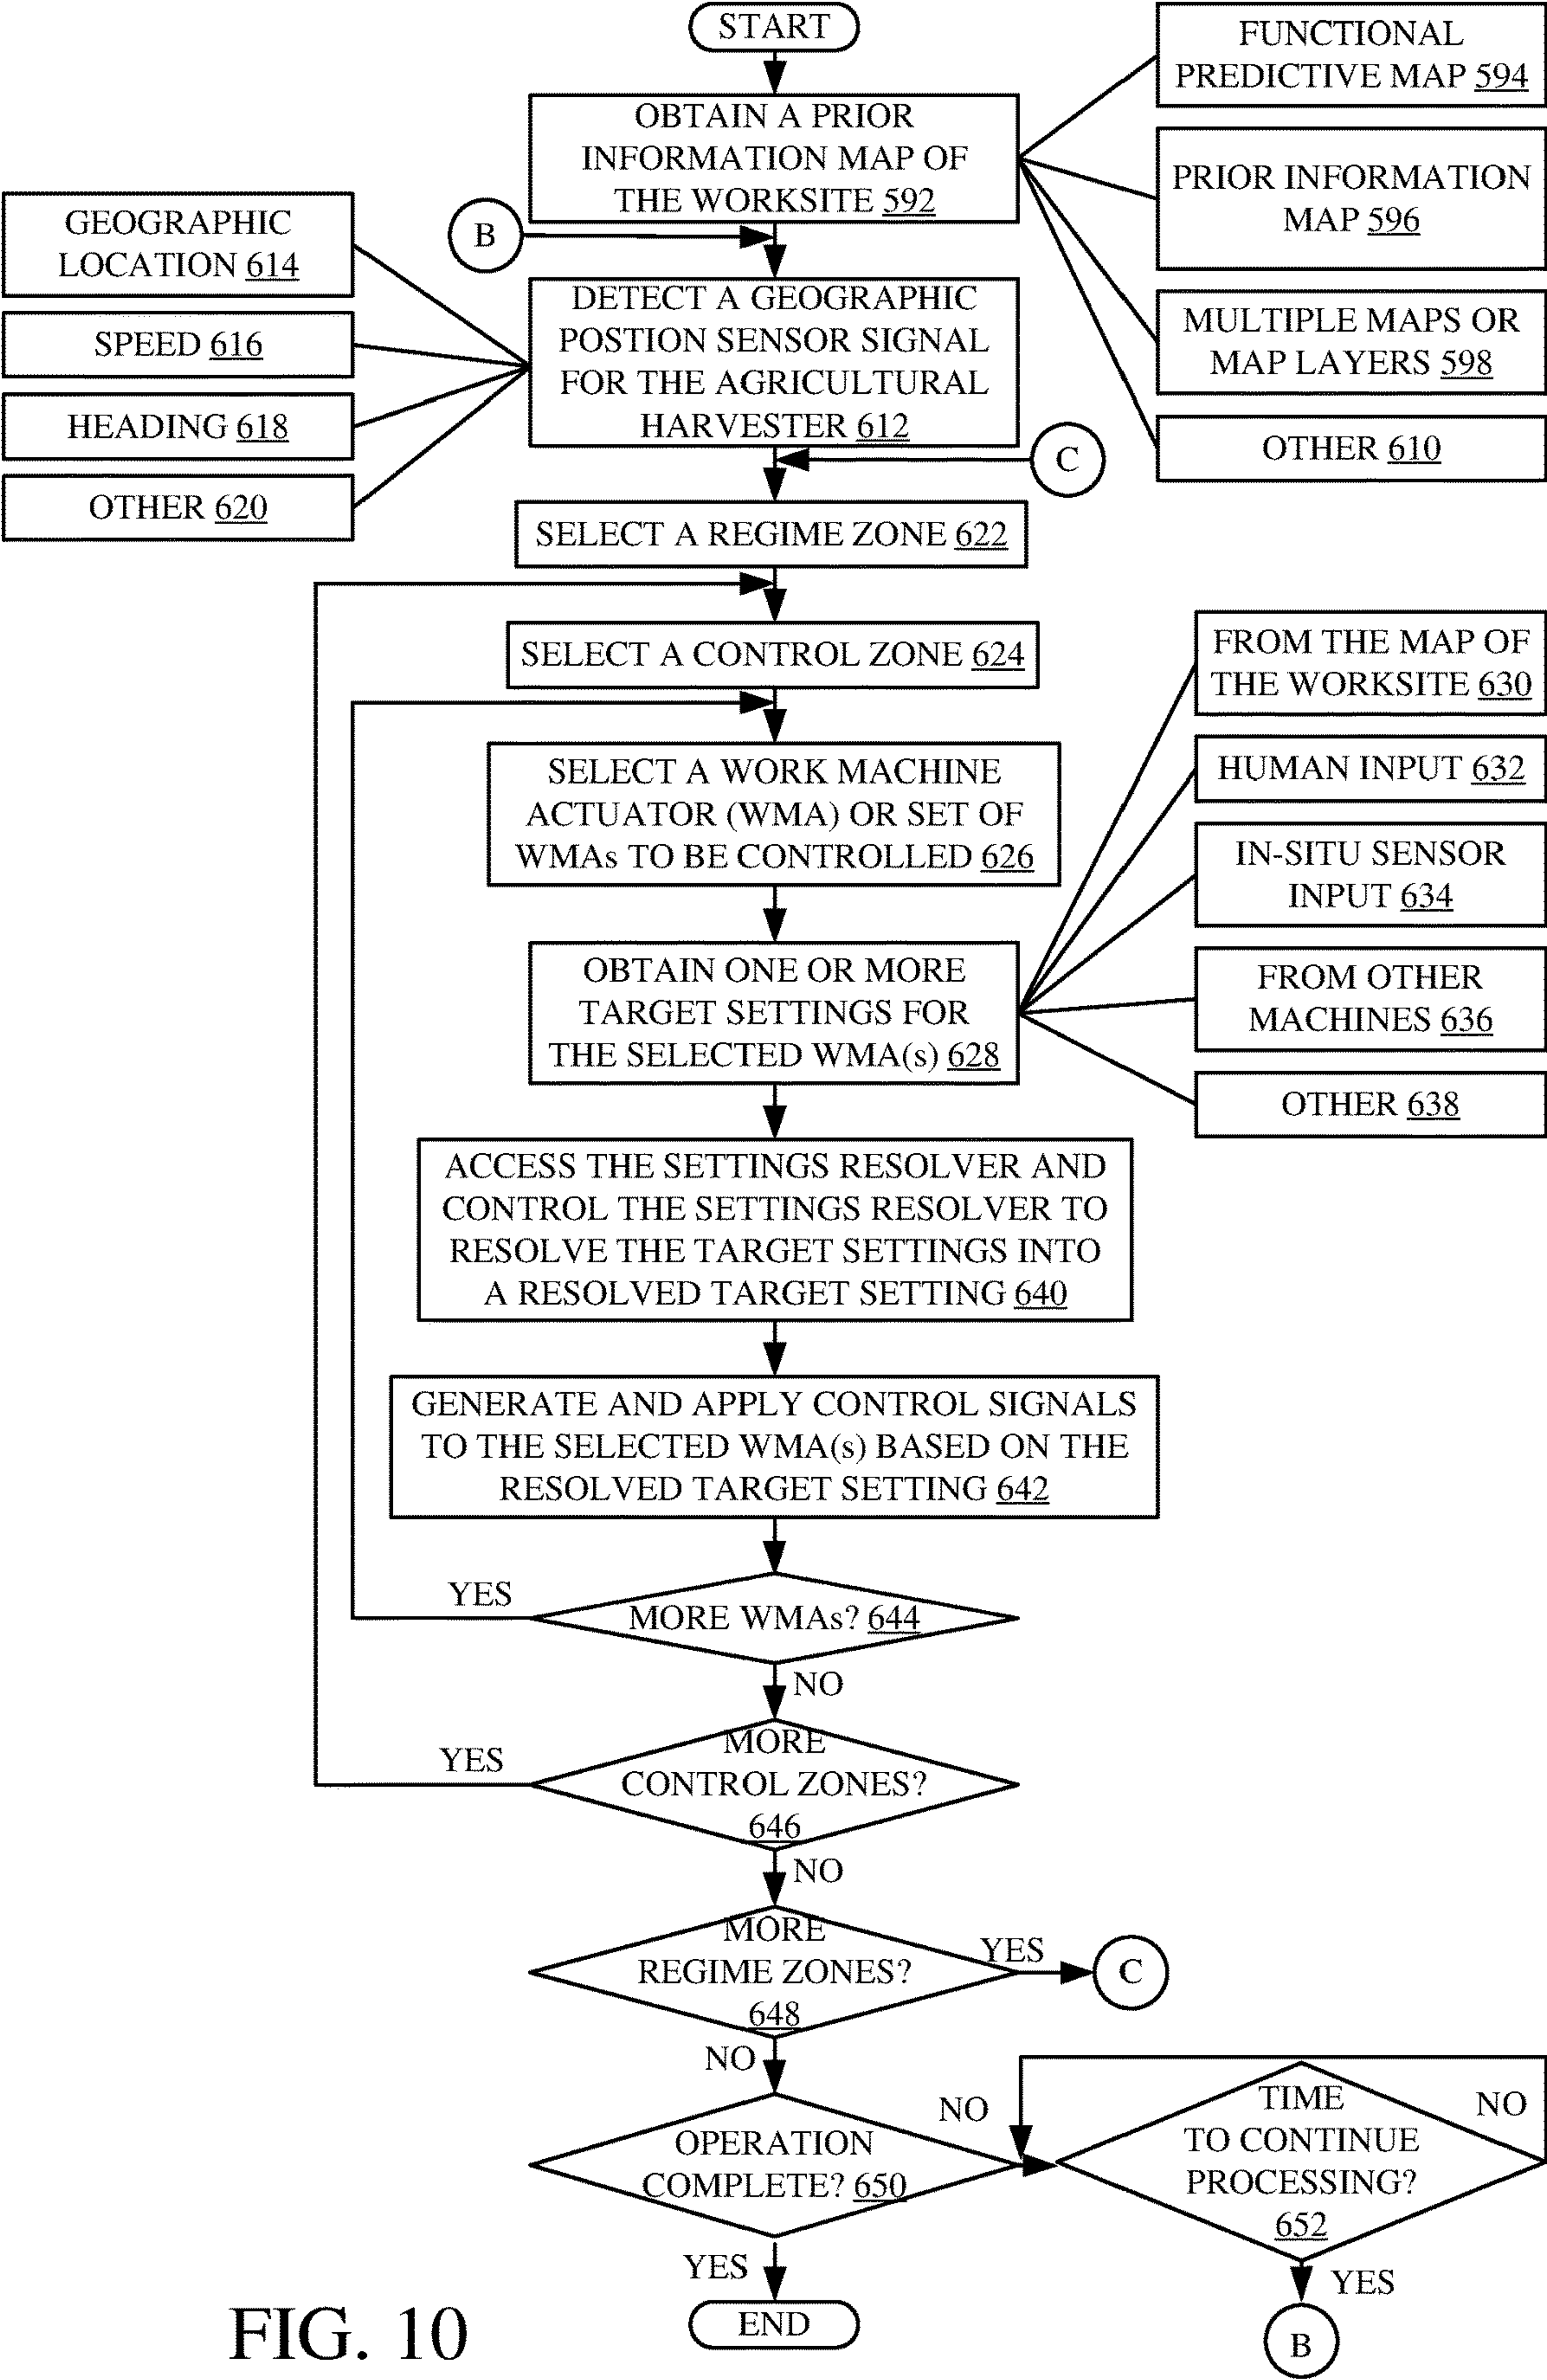 START
OBTAIN A PRIOR
INFORMATION MAP OF
THE WORKSITE 592
FUNCTIONAL
PREDICTIVE MAP 594
PRIOR INFORMATION
MAP 596
MULTIPLE MAPS OR
MAP LAYERS 598
OTHER 610
B
GEOGRAPHIC
LOCATION 614
SPEED 616
HEADING 618
OTHER 620
DETECT A GEOGRAPHIC
POSTION SENSOR SIGNAL
FOR THE AGRICULTURAL
HARVESTER 612
C
SELECT A REGIME ZONE 622
SELECT A CONTROL ZONE 624
SELECT A WORK MACHINE
ACTUATOR (WMA) OR SET OF
WMAs TO BE CONTROLLED 626
OBTAIN ONE OR MORE
TARGET SETTINGS FOR
THE SELECTED WMA(s) 628
FROM THE MAP OF
THE WORKSITE 630
HUMAN INPUT 632
IN-SITU SENSOR
INPUT 634
FROM OTHER
MACHINES 636
OTHER 638
ACCESS THE SETTINGS RESOLVER AND
CONTROL THE SETTINGS RESOLVER TO
RESOLVE THE TARGET SETTINGS INTO
A RESOLVED TARGET SETTING 640
GENERATE AND APPLY CONTROL SIGNALS
TO THE SELECTED WMA(s) BASED ON THE
RESOLVED TARGET SETTING 642
YES
MORE WMAs? 644
NO
YES
MORE
CONTROL ZONES?
646
NO
MORE
REGIME ZONES?
648
YES
C
NO
OPERATION
COMPLETE? 650
NO
TIME
TO CONTINUE
PROCESSING?
652
NO
YES
END
YES
B
FIG. 10